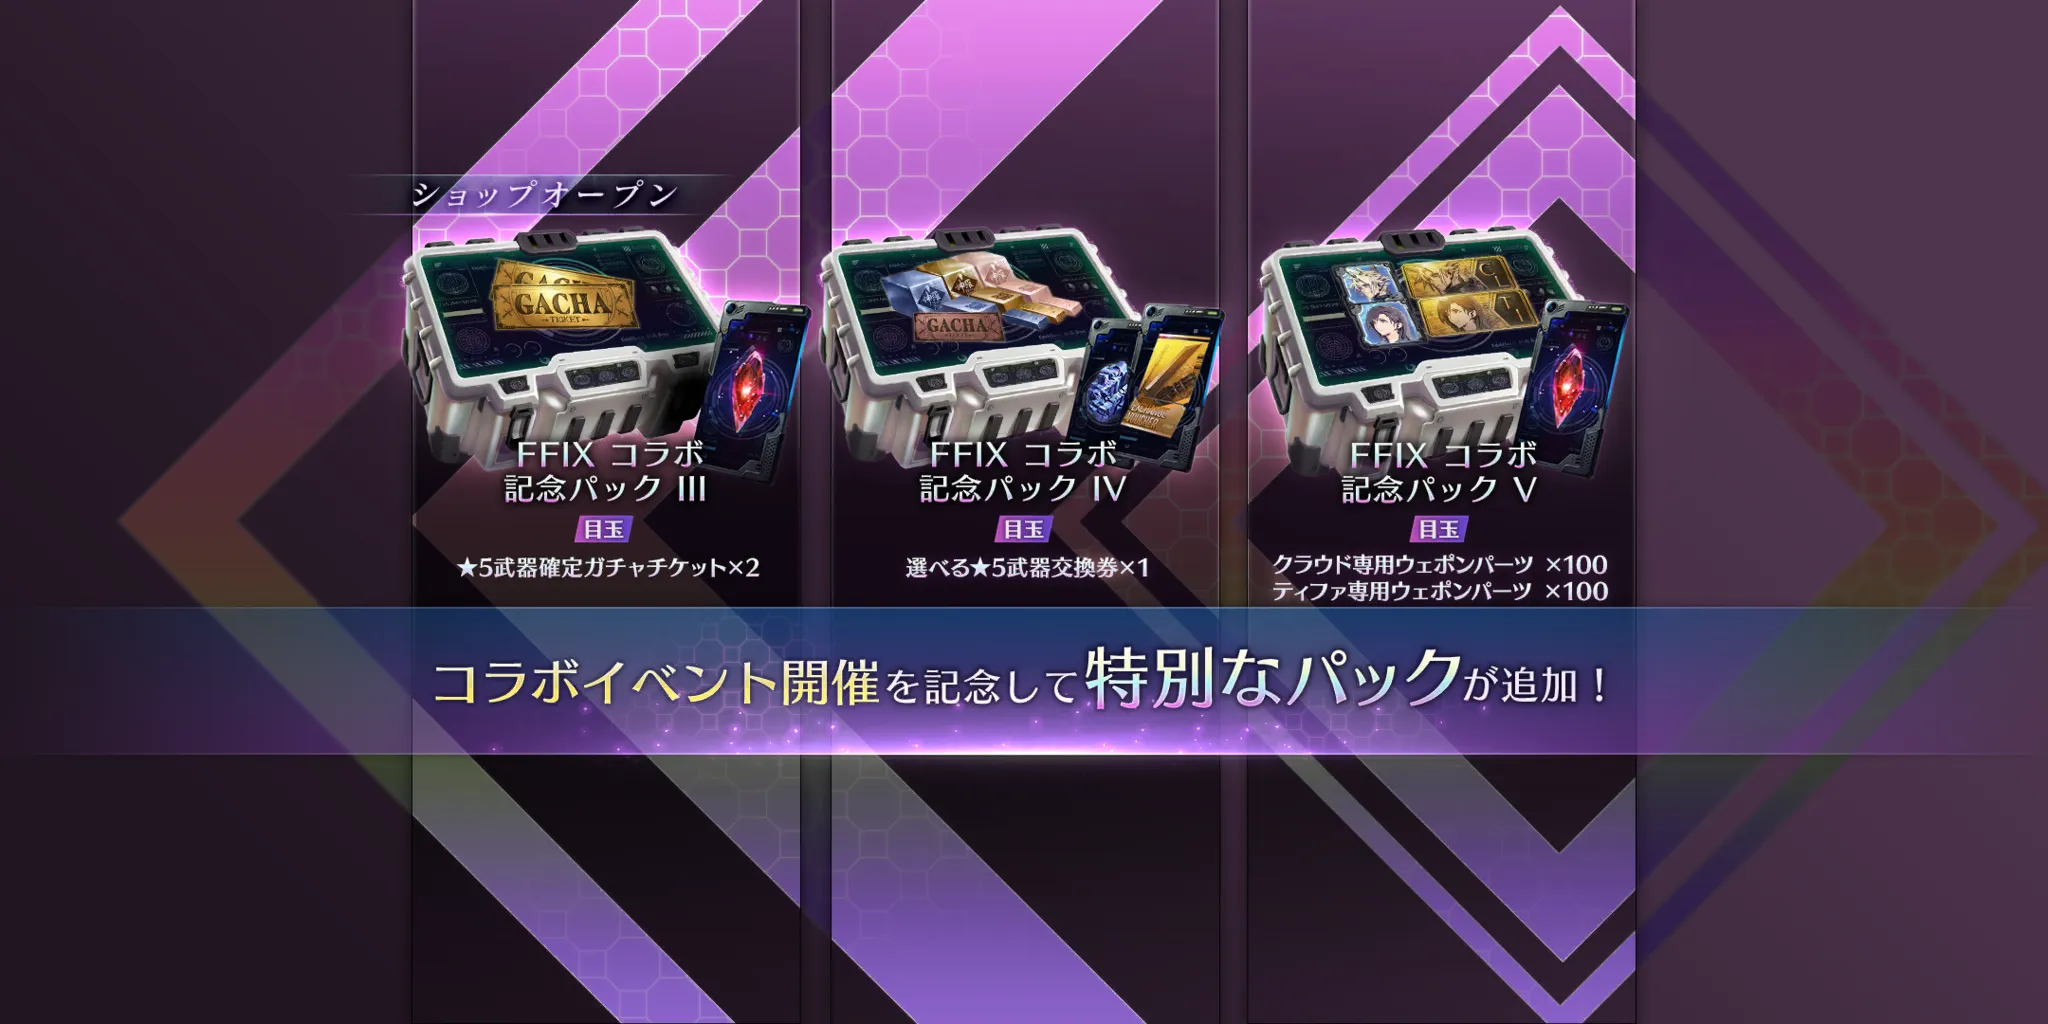 ショップオープン
GACHA
GACHA
TICKET
FFIX コラボ
記念パック III
目玉
★5武器確定ガチャチケット×2
GACHA
EXCHANGE
VOUCHER
FFIX コラボ
記念パック IV
目玉
選べる★5武器交換券×1
C
T
FFIX コラボ
記念パック V
目玉
クラウド専用ウェポンパーツ ×100
ティファ専用ウェポンパーツ ×100
コラボイベント開催を記念して特別なパックが追加！